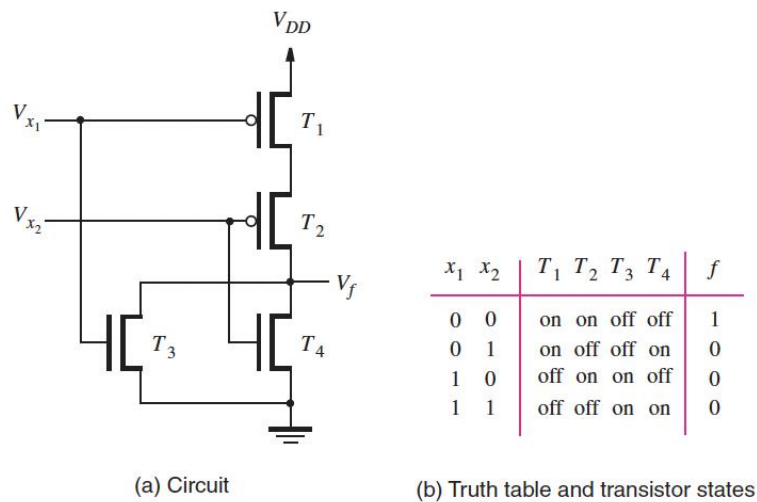 V_DD
V_x1
T_1
V_x2
T_2
V_f
T_3
T_4
x_1 x_2 T_1 T_2 T_3 T_4 f
0 0 on on off off 1
0 1 on off off on 0
1 0 off on on off 0
1 1 off off on on 0
(a) Circuit
(b) Truth table and transistor states